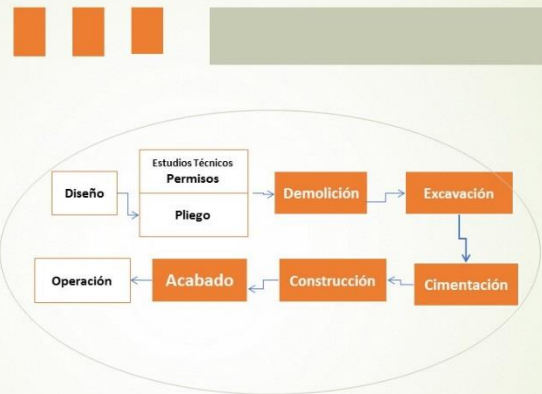 Diseño
Estudios Técnicos
Permisos
Pliego
Demolición
Excavación
Cimentación
Construcción
Acabado
Operación